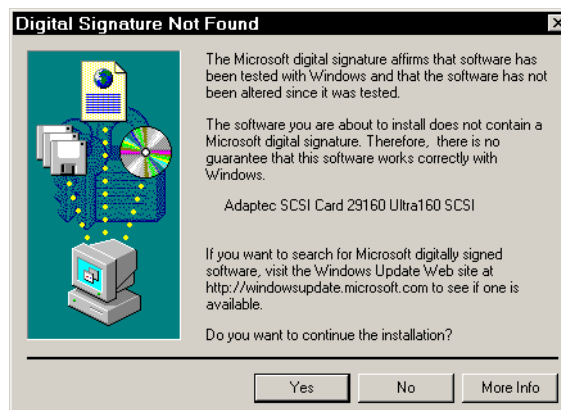 Digital Signature Not Found
The Microsoft digital signature affirms that software has
been tested with Windows and that the software has not
been altered since it was tested.
The software you are about to install does not contain a
Microsoft digital signature. Therefore, there is no
guarantee that this software works correctly with
Windows.
Adaptec SCSI Card 29160 Ultra160 SCSI
If you want to search for Microsoft digitally signed
software, visit the Windows Update Web site at
http://windowsupdate.microsoft.com to see if one is
available.
Do you want to continue the installation?
Yes
No
More Info